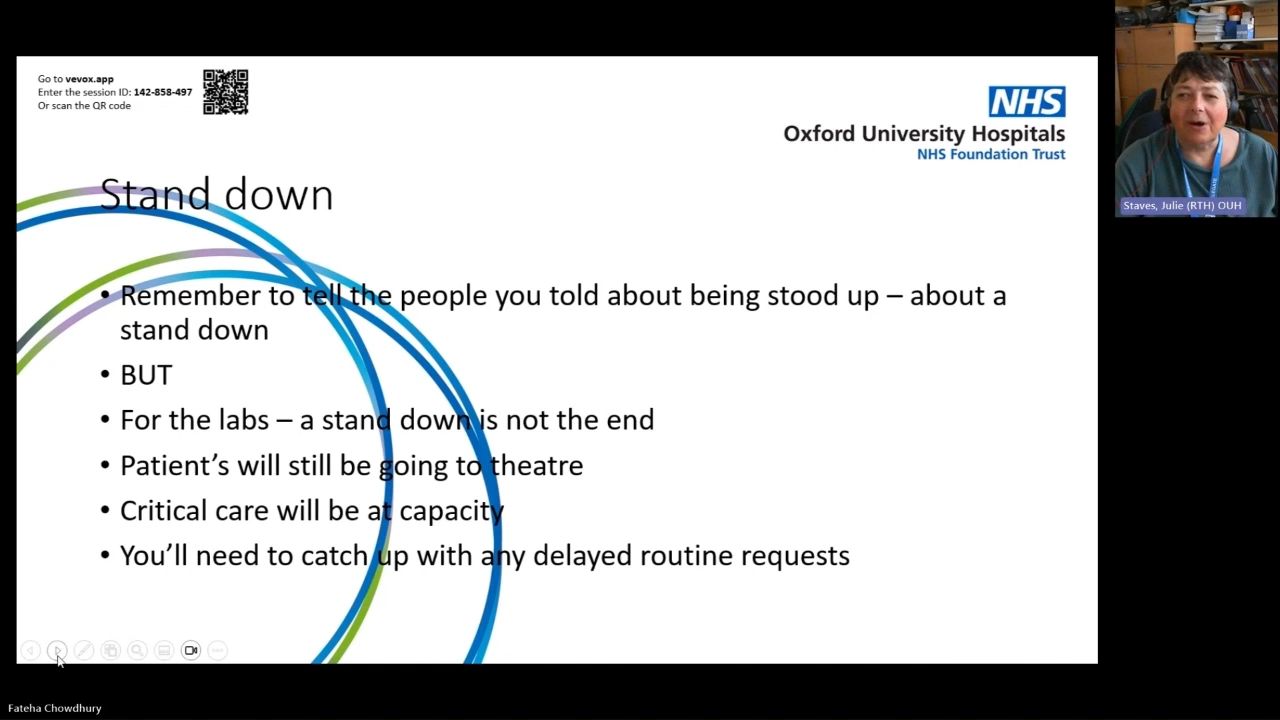 Go to vevox.app
Enter the session ID: 142-858-497
Or scan the QR code
NHS
Oxford University Hospitals
NHS Foundation Trust
Staves, Julie (RTH) OUH
Stand down
• Remember to tell the people you told about being stood up – about a
stand down
• BUT
• For the labs – a stand down is not the end
• Patient’s will still be going to theatre
• Critical care will be at capacity
• You’ll need to catch up with any delayed routine requests
Fateha Chowdhury